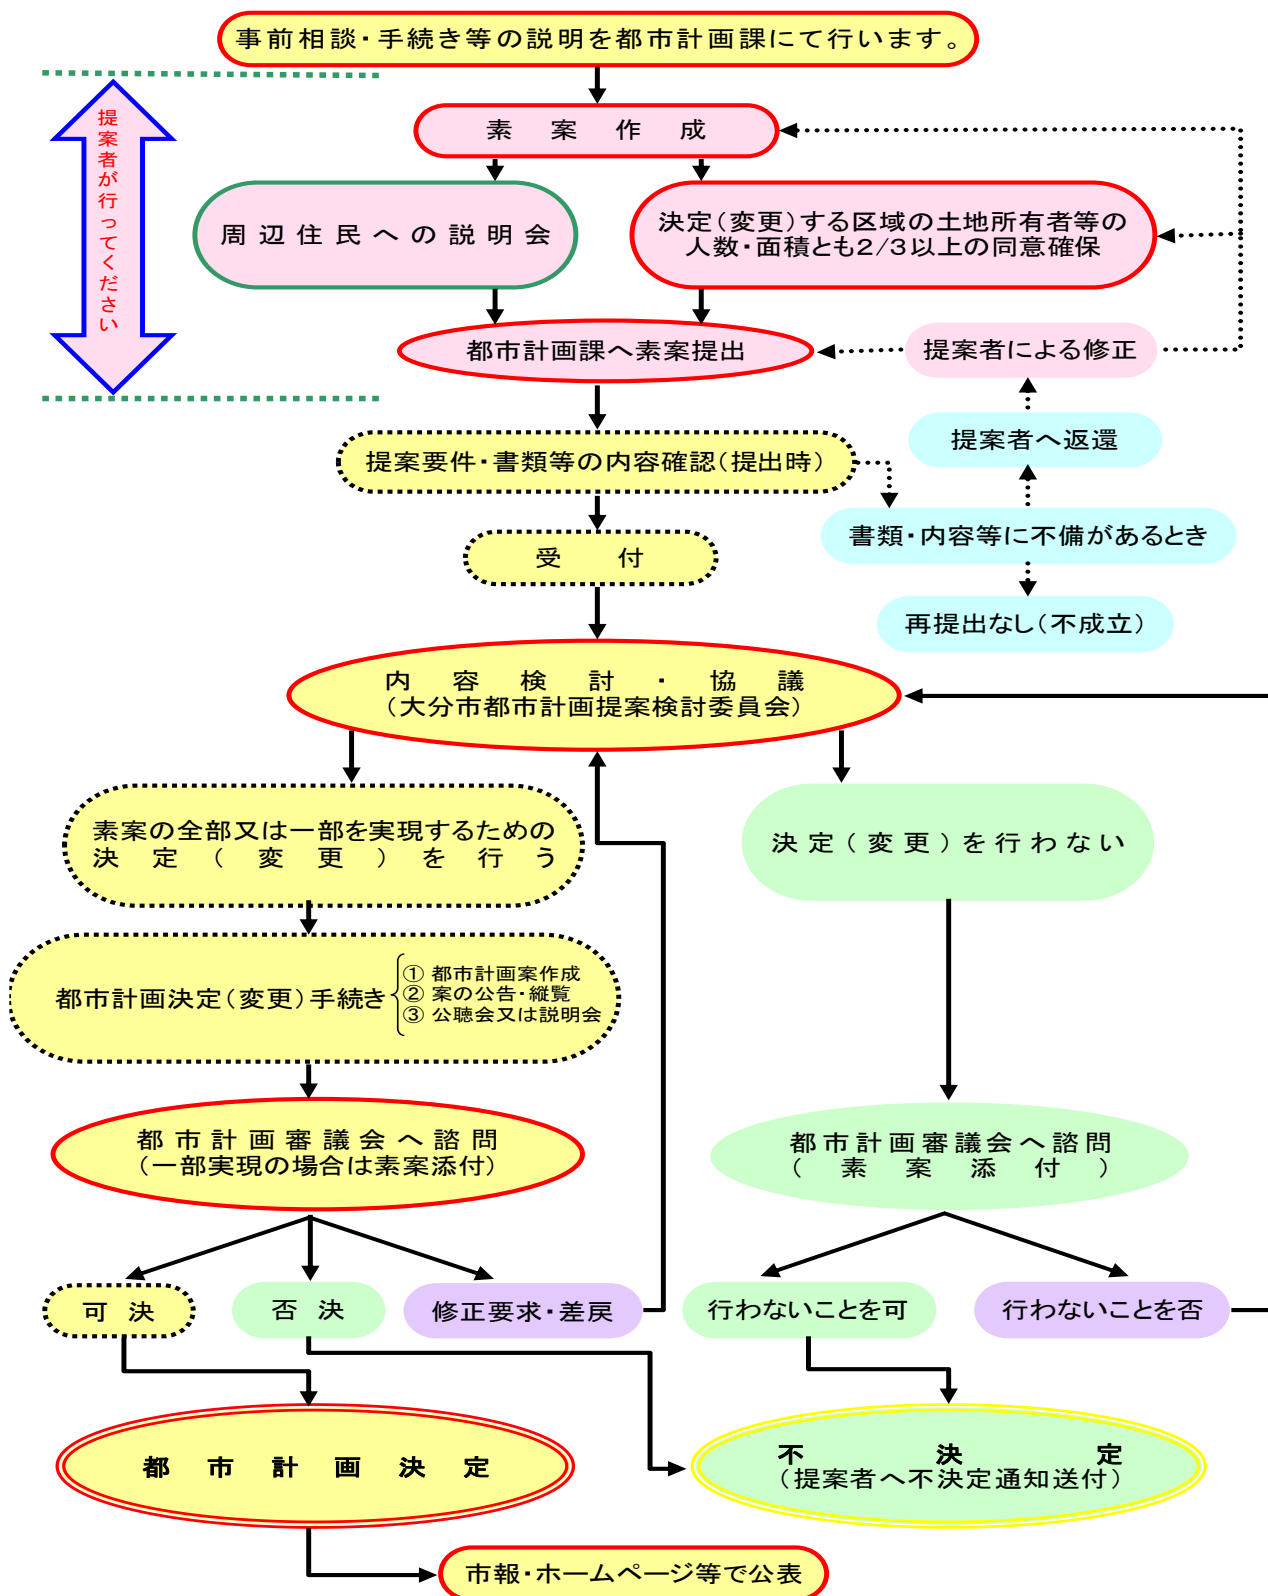 事前相談・手続き等の説明を都市計画課にて行います。
提案者が行ってください
素案作成
周辺住民への説明会
決定(変更)する区域の土地所有者等の
人数・面積とも2/3以上の同意確保
都市計画課へ素案提出
提案者による修正
提案者へ返還
提案要件・書類等の内容確認(提出時)
書類・内容等に不備があるとき
受付
再提出なし(不成立)
内容検討・協議
(大分市都市計画提案検討委員会)
素案の全部又は一部を実現するための
決定(変更)を行う
決定(変更)を行わない
都市計画決定(変更)手続き
① 都市計画案作成
② 案の公告・縦覧
③ 公聴会又は説明会
都市計画審議会へ諮問
(一部実現の場合は素案添付)
都市計画審議会へ諮問
(素案添付)
可決
否決
修正要求・差戻
行わないことを可
行わないことを否
都市計画決定
不決定
(提案者へ不決定通知送付)
市報・ホームページ等で公表